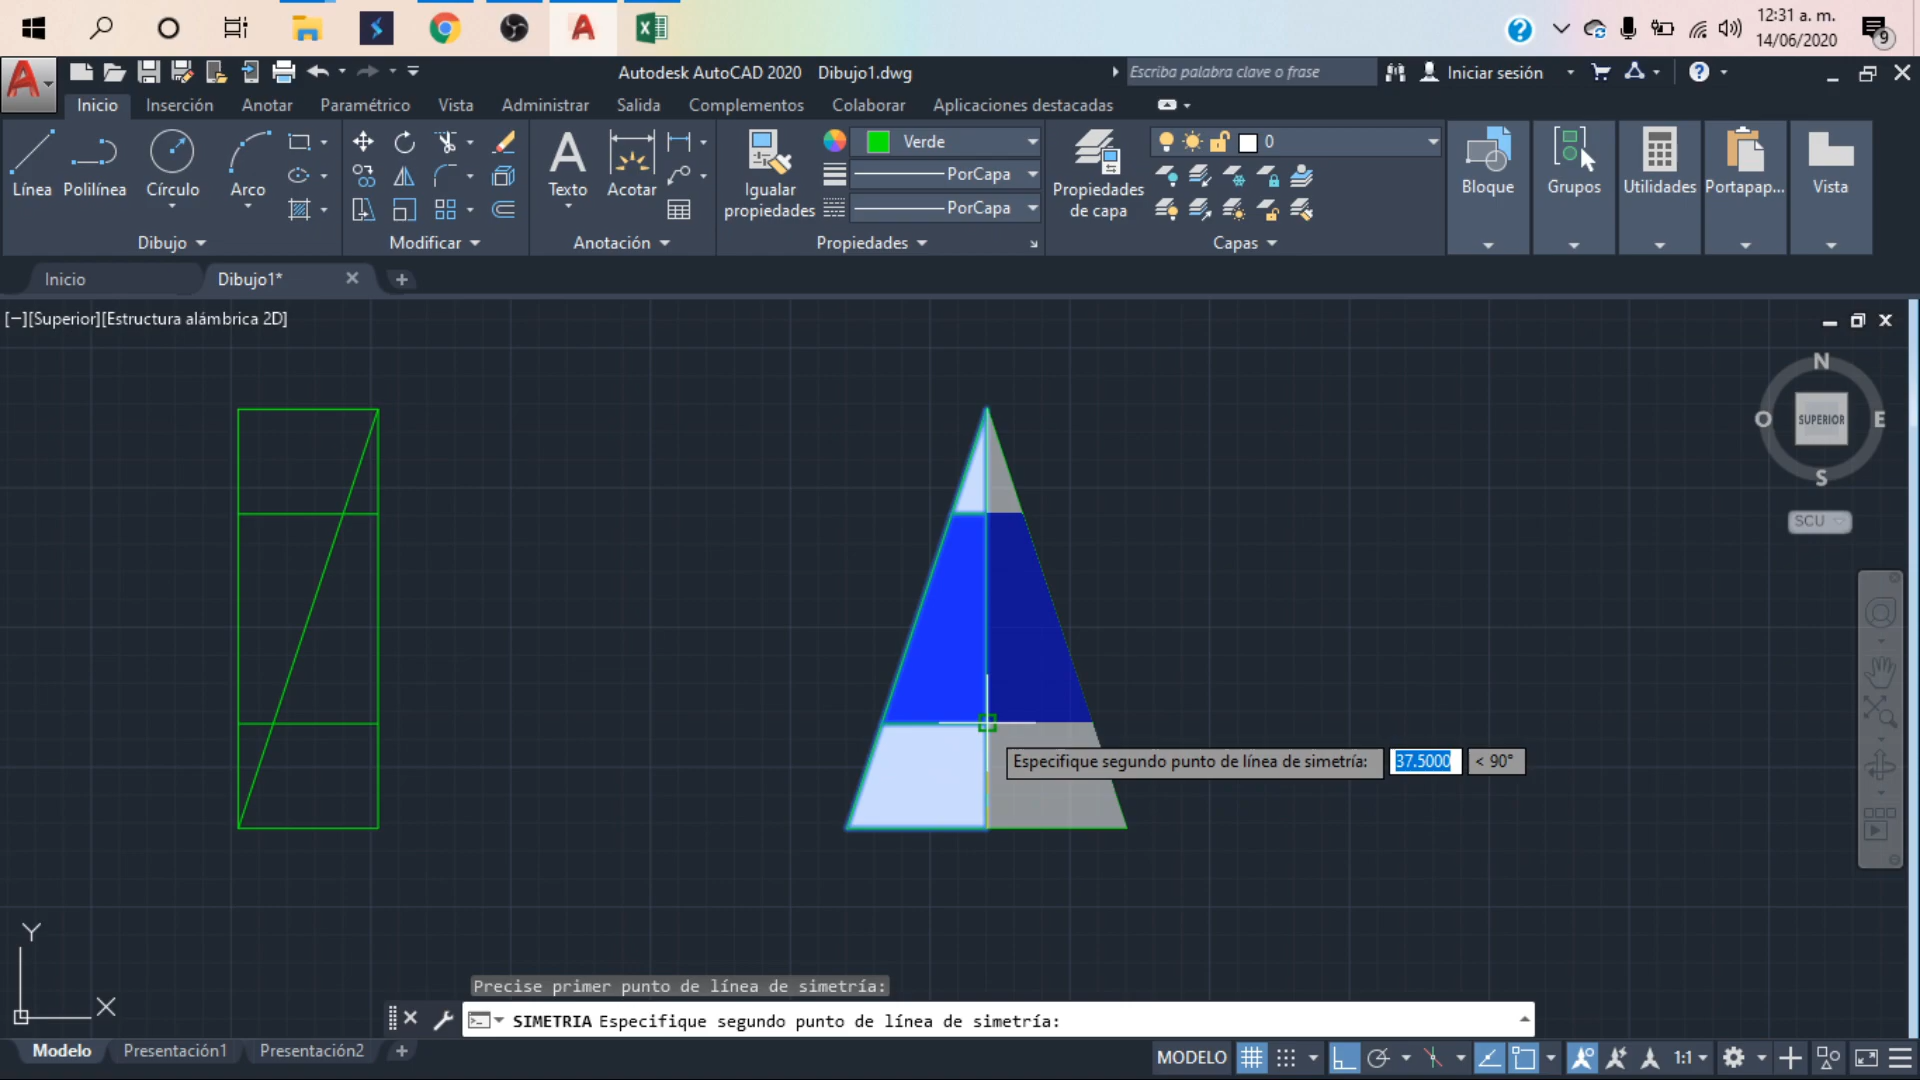 12:31 a. m.
14/06/2020
9
Autodesk AutoCAD 2020 Dibujo1.dwg
Escriba palabra clave o frase
Iniciar sesión
Inicio Inserción Anotar Paramétrico Vista Administrar Salida Complementos Colaborar Aplicaciones destacadas
Línea Polilínea Círculo Arco
Texto Acotar
Igualar propiedades
Verde
PorCapa
PorCapa
Propiedades de capa
0
Bloque Grupos Utilidades Portapap... Vista
Dibujo Modificar Anotación Propiedades Capas
Inicio Dibujo1*
[−][Superior][Estructura alámbrica 2D]
N
O SUPERIOR E
S
SCU
Especifique segundo punto de línea de simetría: 37.5000 < 90°
Y
X
Precise primer punto de línea de simetría:
SIMETRIA Especifique segundo punto de línea de simetría:
Modelo Presentación1 Presentación2
MODELO 1:1